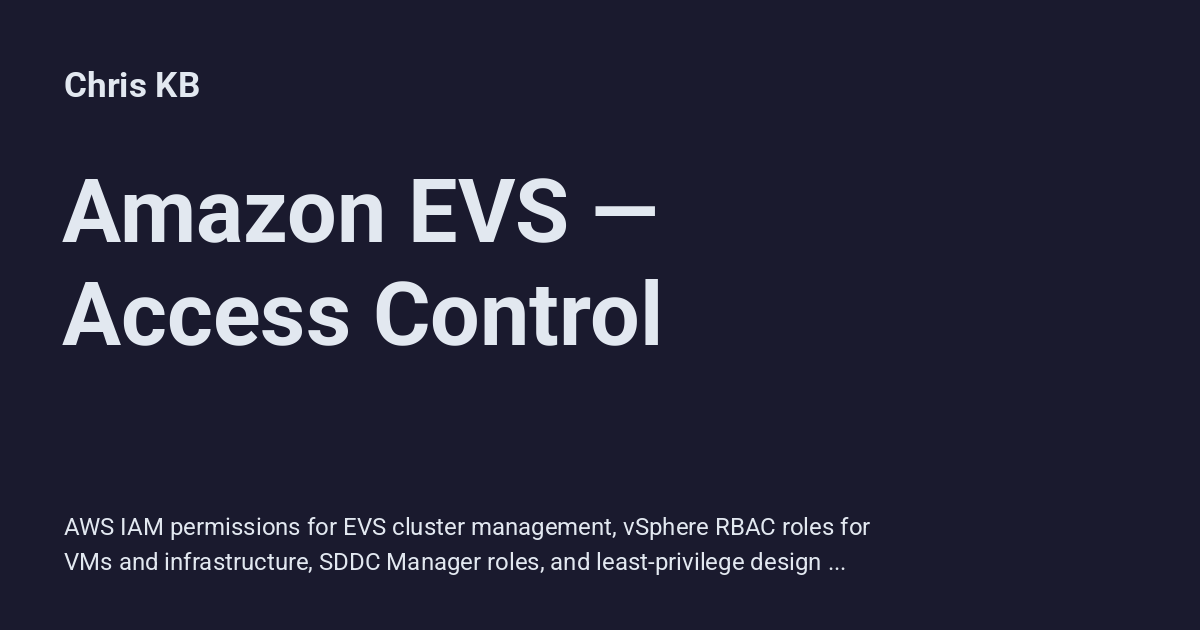 Chris KB
Amazon EVS —
Access Control
AWS IAM permissions for EVS cluster management, vSphere RBAC roles for
VMs and infrastructure, SDDC Manager roles, and least-privilege design ...